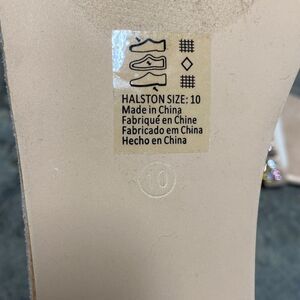 HALSTON SIZE: 10
Made in China
Fabriqué en Chine
Fabricado em China
Hecho en China
10